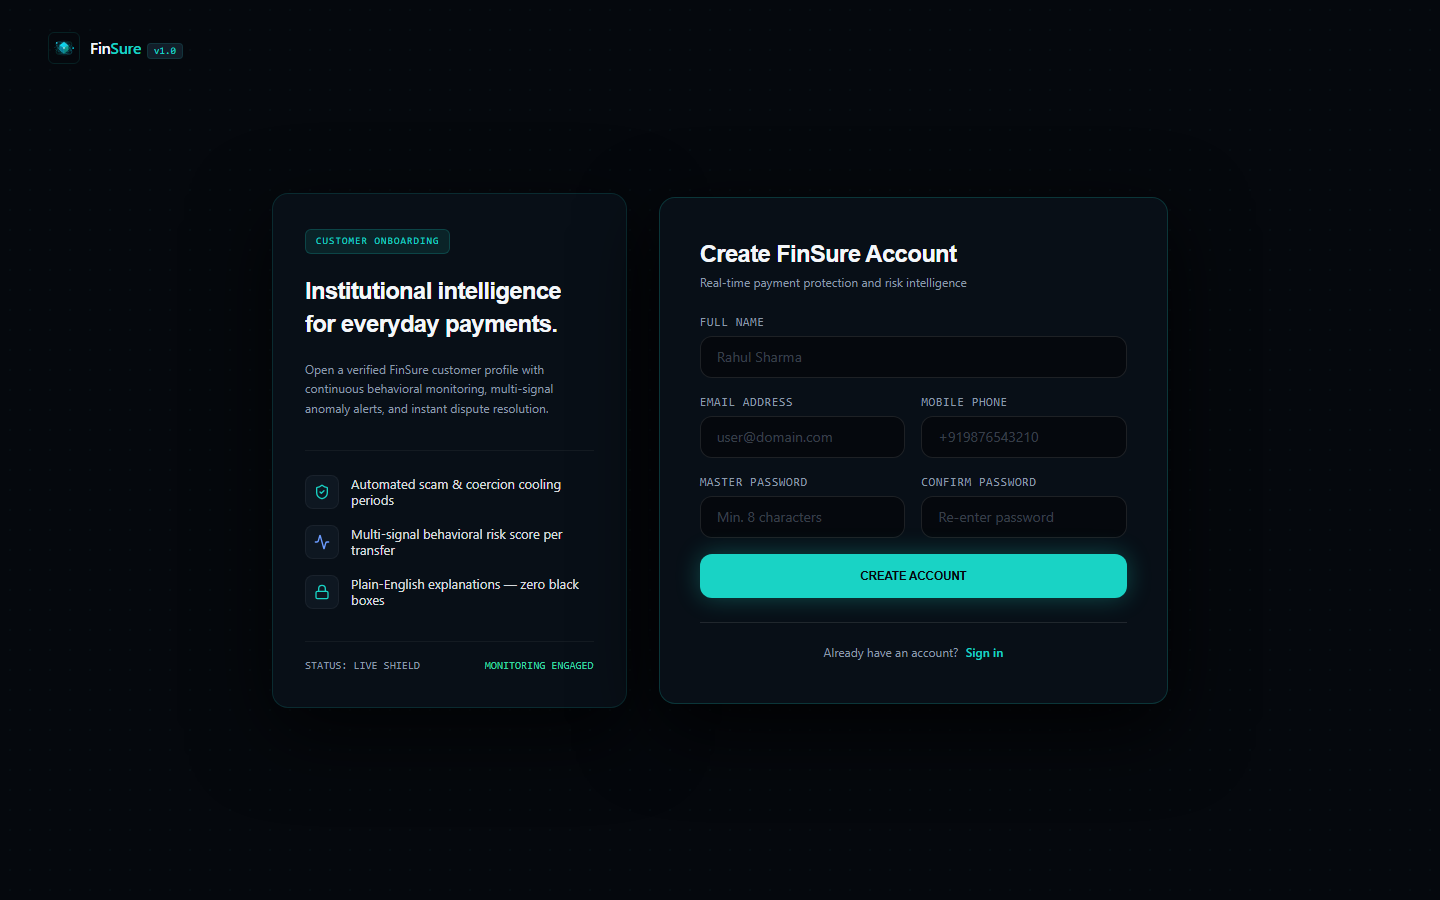 FinSure v1.0
CUSTOMER ONBOARDING
Institutional intelligence
for everyday payments.
Open a verified FinSure customer profile with
continuous behavioral monitoring, multi-signal
anomaly alerts, and instant dispute resolution.
Automated scam & coercion cooling
periods
Multi-signal behavioral risk score per
transfer
Plain-English explanations — zero black
boxes
STATUS: LIVE SHIELD MONITORING ENGAGED
Create FinSure Account
Real-time payment protection and risk intelligence
FULL NAME
Rahul Sharma
EMAIL ADDRESS MOBILE PHONE
user@domain.com +919876543210
MASTER PASSWORD CONFIRM PASSWORD
Min. 8 characters Re-enter password
CREATE ACCOUNT
Already have an account? Sign in